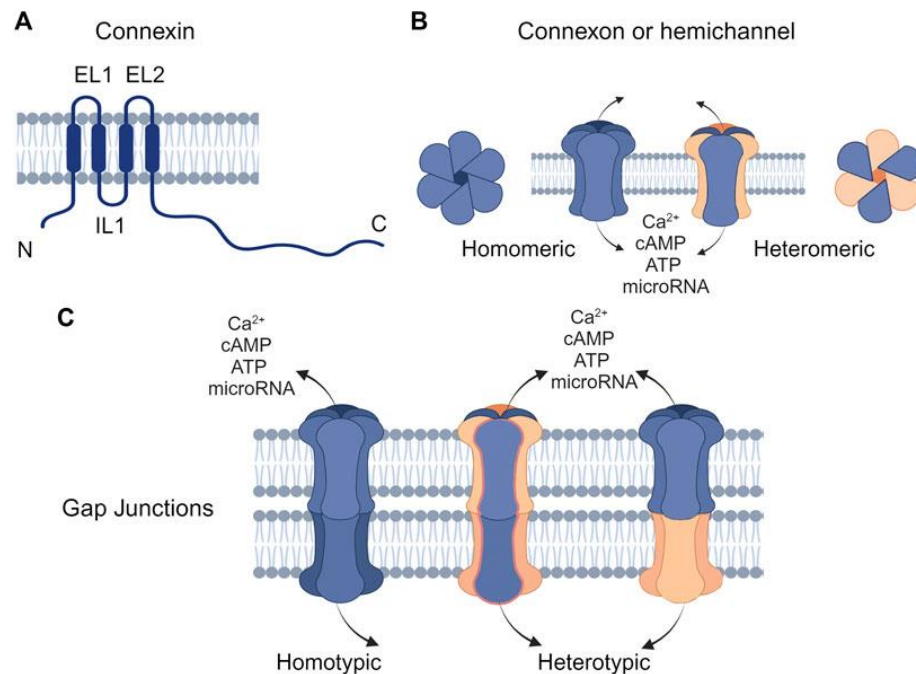 A
Connexin
EL1 EL2
IL1
N
C
B
Connexon or hemichannel
Homomeric
Ca²⁺
cAMP
ATP
microRNA
Heteromeric
C
Ca²⁺
cAMP
ATP
microRNA
Ca²⁺
cAMP
ATP
microRNA
Gap Junctions
Homotypic
Heterotypic